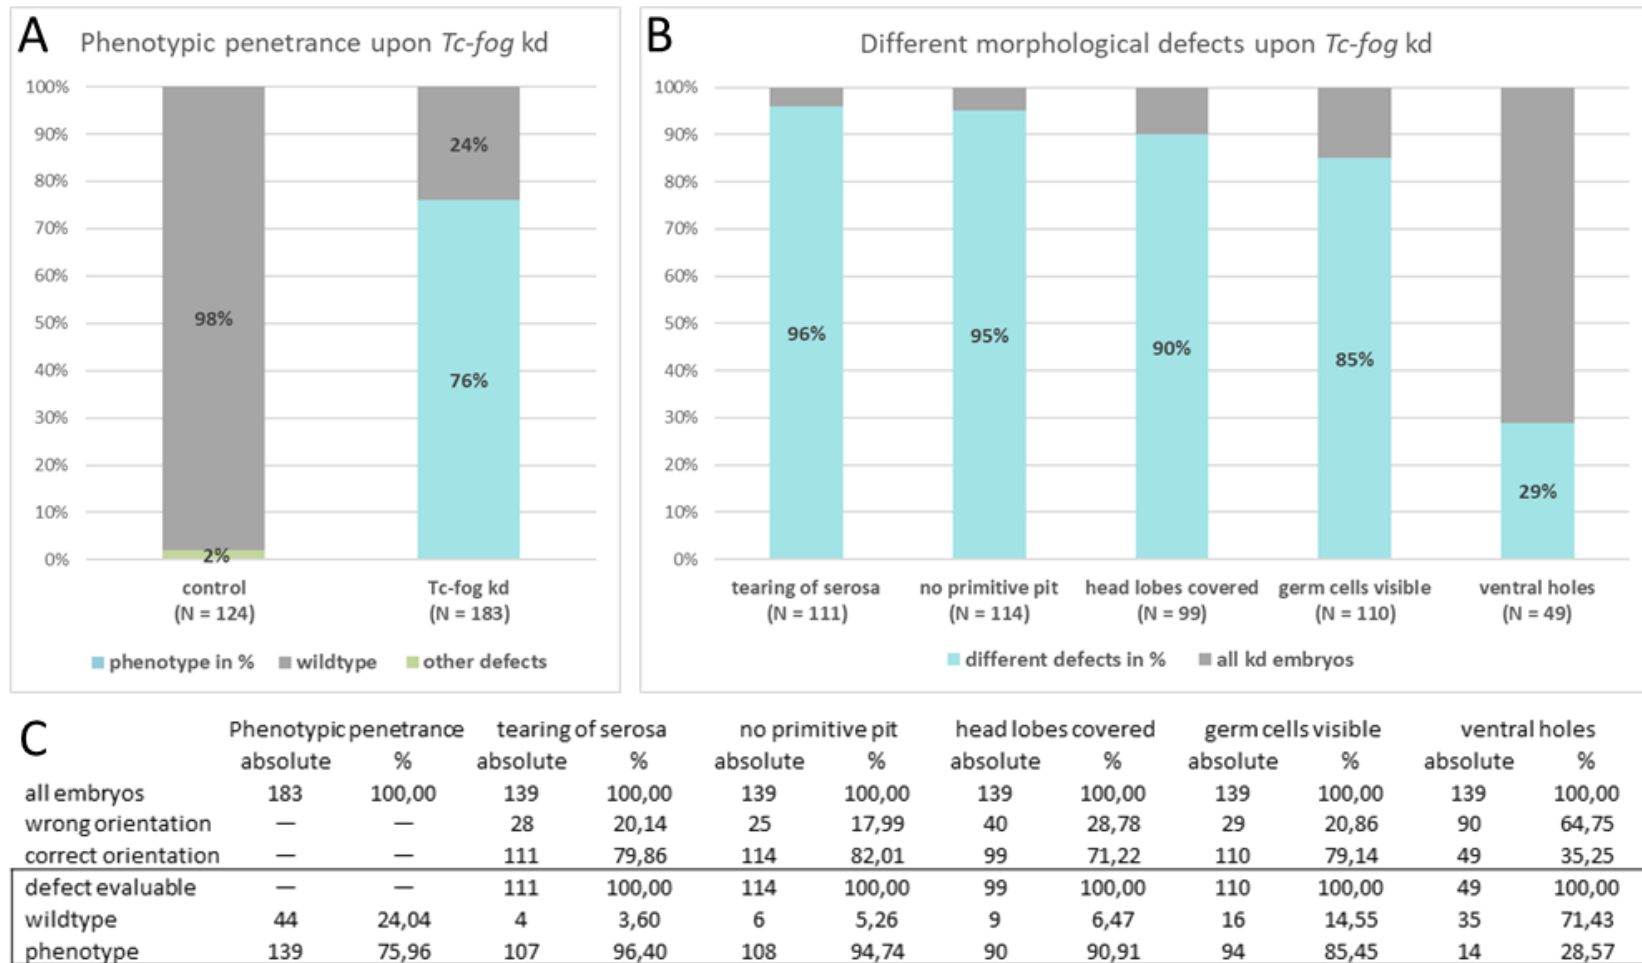 A Phenotypic penetrance upon Tc-fog kd
100%
90%
80%
70%
60%
50%
40%
30%
20%
10%
0%
98%
2%
24%
76%
control
(N = 124)
Tc-fog kd
(N = 183)
phenotype in % wildtype other defects
B Different morphological defects upon Tc-fog kd
100%
90%
80%
70%
60%
50%
40%
30%
20%
10%
0%
96%
95%
90%
85%
29%
tearing of serosa
(N = 111)
no primitive pit
(N = 114)
head lobes covered
(N = 99)
germ cells visible
(N = 110)
ventral holes
(N = 49)
different defects in % all kd embryos
C Phenotypic penetrance tearing of serosa no primitive pit head lobes covered germ cells visible ventral holes
absolute % absolute % absolute % absolute % absolute % absolute %
all embryos 183 100,00 139 100,00 139 100,00 139 100,00 139 100,00 139 100,00
wrong orientation — — 28 20,14 25 17,99 40 28,78 29 20,86 90 64,75
correct orientation — — 111 79,86 114 82,01 99 71,22 110 79,14 49 35,25
defect evaluable — — 111 100,00 114 100,00 99 100,00 110 100,00 49 100,00
wildtype 44 24,04 4 3,60 6 5,26 9 6,47 16 14,55 35 71,43
phenotype 139 75,96 107 96,40 108 94,74 90 90,91 94 85,45 14 28,57